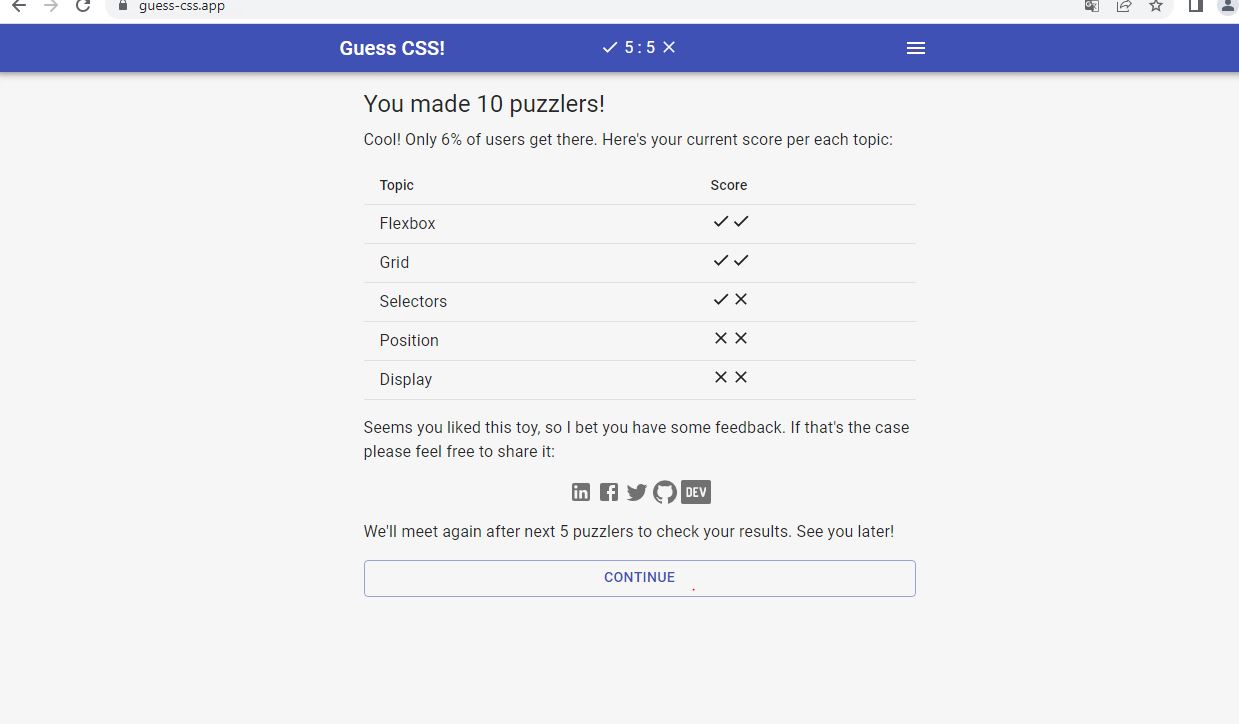 guess-css.app
Guess CSS!
✓ 5 : 5 ✕
You made 10 puzzlers!
Cool! Only 6% of users get there. Here's your current score per each topic:
Topic Score
Flexbox ✓ ✓
Grid ✓ ✓
Selectors ✓ ✕
Position ✕ ✕
Display ✕ ✕
Seems you liked this toy, so I bet you have some feedback. If that's the case
please feel free to share it:
in f DEV
We'll meet again after next 5 puzzlers to check your results. See you later!
CONTINUE